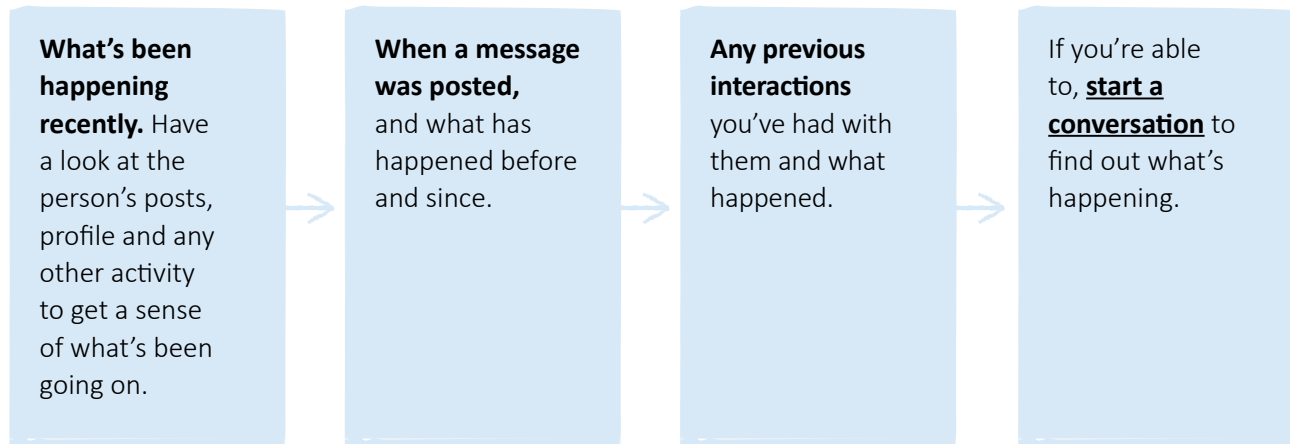 What's been
happening
recently. Have
a look at the
person's posts,
profile and any
other activity
to get a sense
of what's been
going on.
When a message
was posted,
and what has
happened before
and since.
Any previous
interactions
you've had with
them and what
happened.
If you're able
to, start a
conversation to
find out what's
happening.